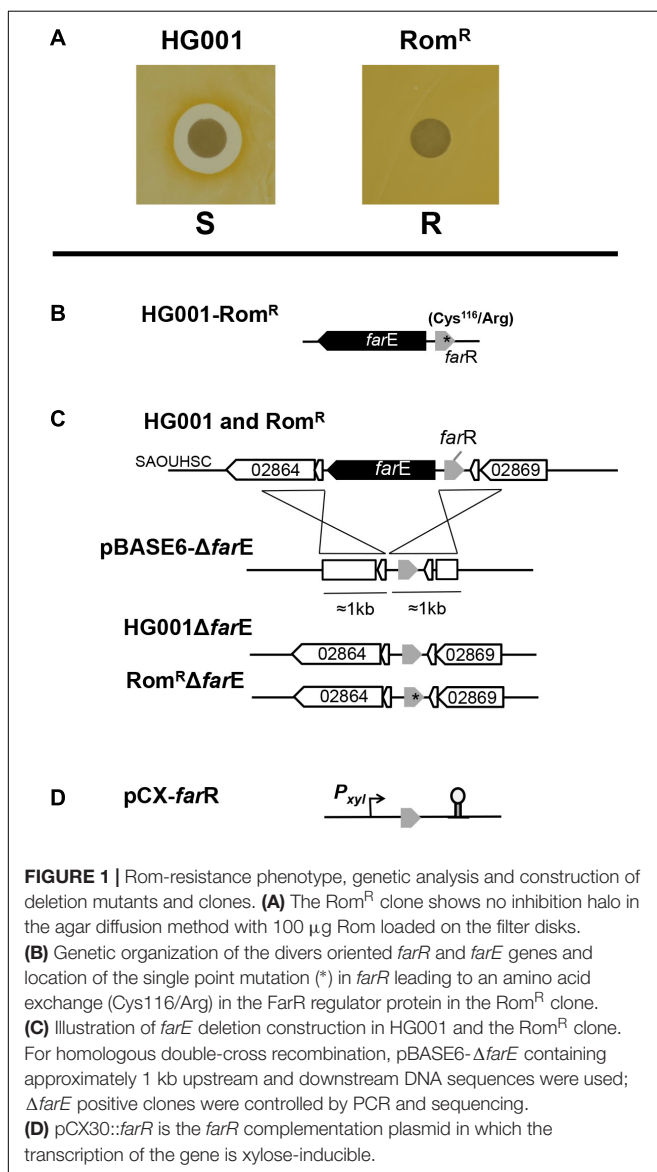 A HG001 Rom^R
S R
B HG001-Rom^R (Cys^116/Arg)
farE * farR
C HG001 and Rom^R
farR
SAOUHSC 02864 farE 02869
pBASE6-ΔfarE
≈1kb ≈1kb
HG001ΔfarE
02864 02869
Rom^RΔfarE
02864 * 02869
D pCX-farR P_xyl
FIGURE 1 | Rom-resistance phenotype, genetic analysis and construction of
deletion mutants and clones. (A) The Rom^R clone shows no inhibition halo in
the agar diffusion method with 100 μg Rom loaded on the filter disks.
(B) Genetic organization of the divers oriented farR and farE genes and
location of the single point mutation (*) in farR leading to an amino acid
exchange (Cys116/Arg) in the FarR regulator protein in the Rom^R clone.
(C) Illustration of farE deletion construction in HG001 and the Rom^R clone.
For homologous double-cross recombination, pBASE6-ΔfarE containing
approximately 1 kb upstream and downstream DNA sequences were used;
ΔfarE positive clones were controlled by PCR and sequencing.
(D) pCX30::farR is the farR complementation plasmid in which the
transcription of the gene is xylose-inducible.